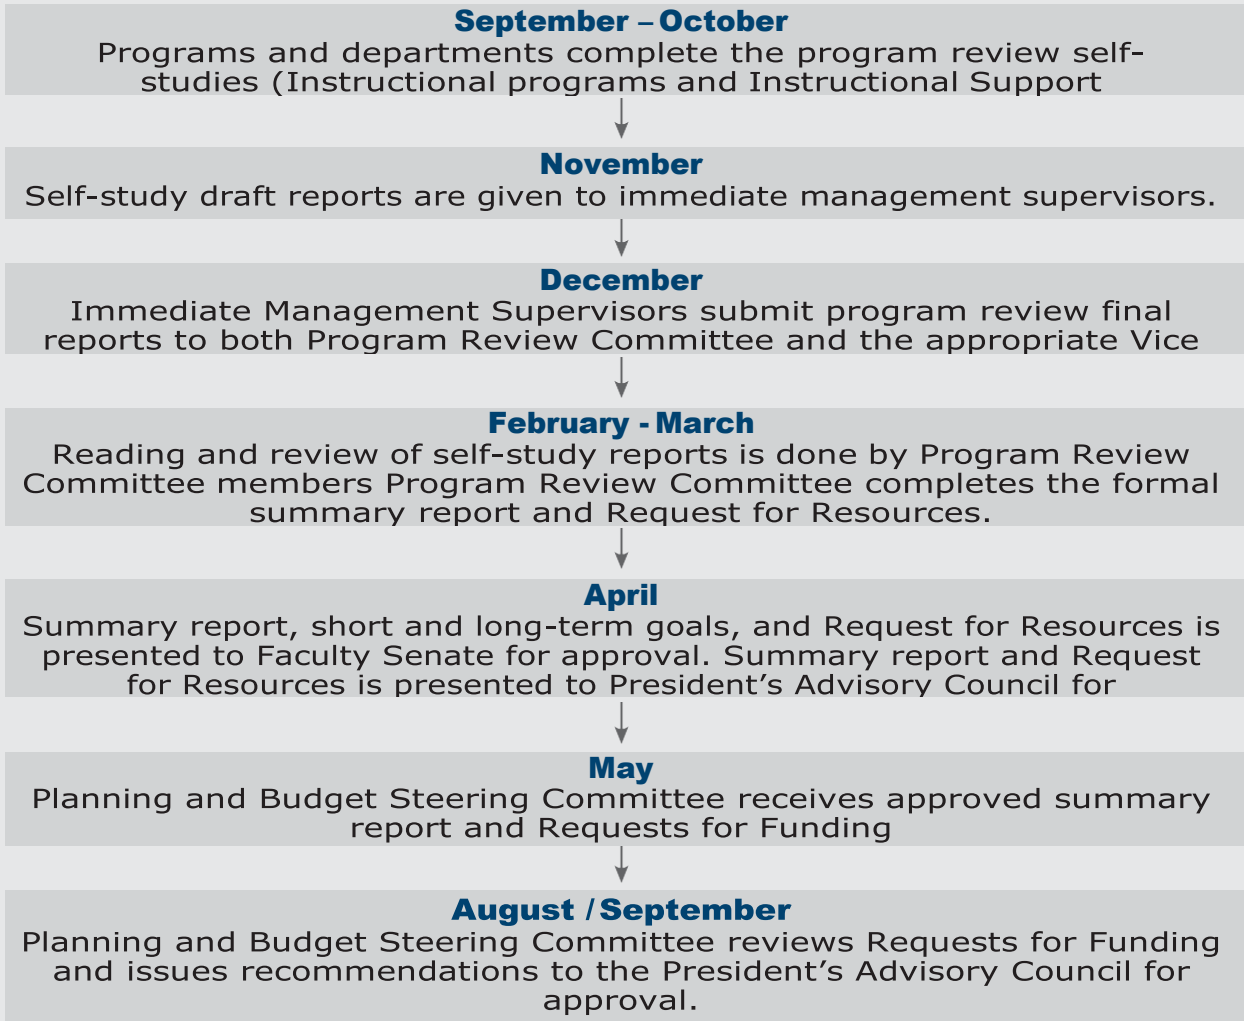 September – October
Programs and departments complete the program review self-
studies (Instructional programs and Instructional Support
November
Self-study draft reports are given to immediate management supervisors.
December
Immediate Management Supervisors submit program review final
reports to both Program Review Committee and the appropriate Vice
February - March
Reading and review of self-study reports is done by Program Review
Committee members Program Review Committee completes the formal
summary report and Request for Resources.
April
Summary report, short and long-term goals, and Request for Resources is
presented to Faculty Senate for approval. Summary report and Request
for Resources is presented to President’s Advisory Council for
May
Planning and Budget Steering Committee receives approved summary
report and Requests for Funding
August / September
Planning and Budget Steering Committee reviews Requests for Funding
and issues recommendations to the President’s Advisory Council for
approval.